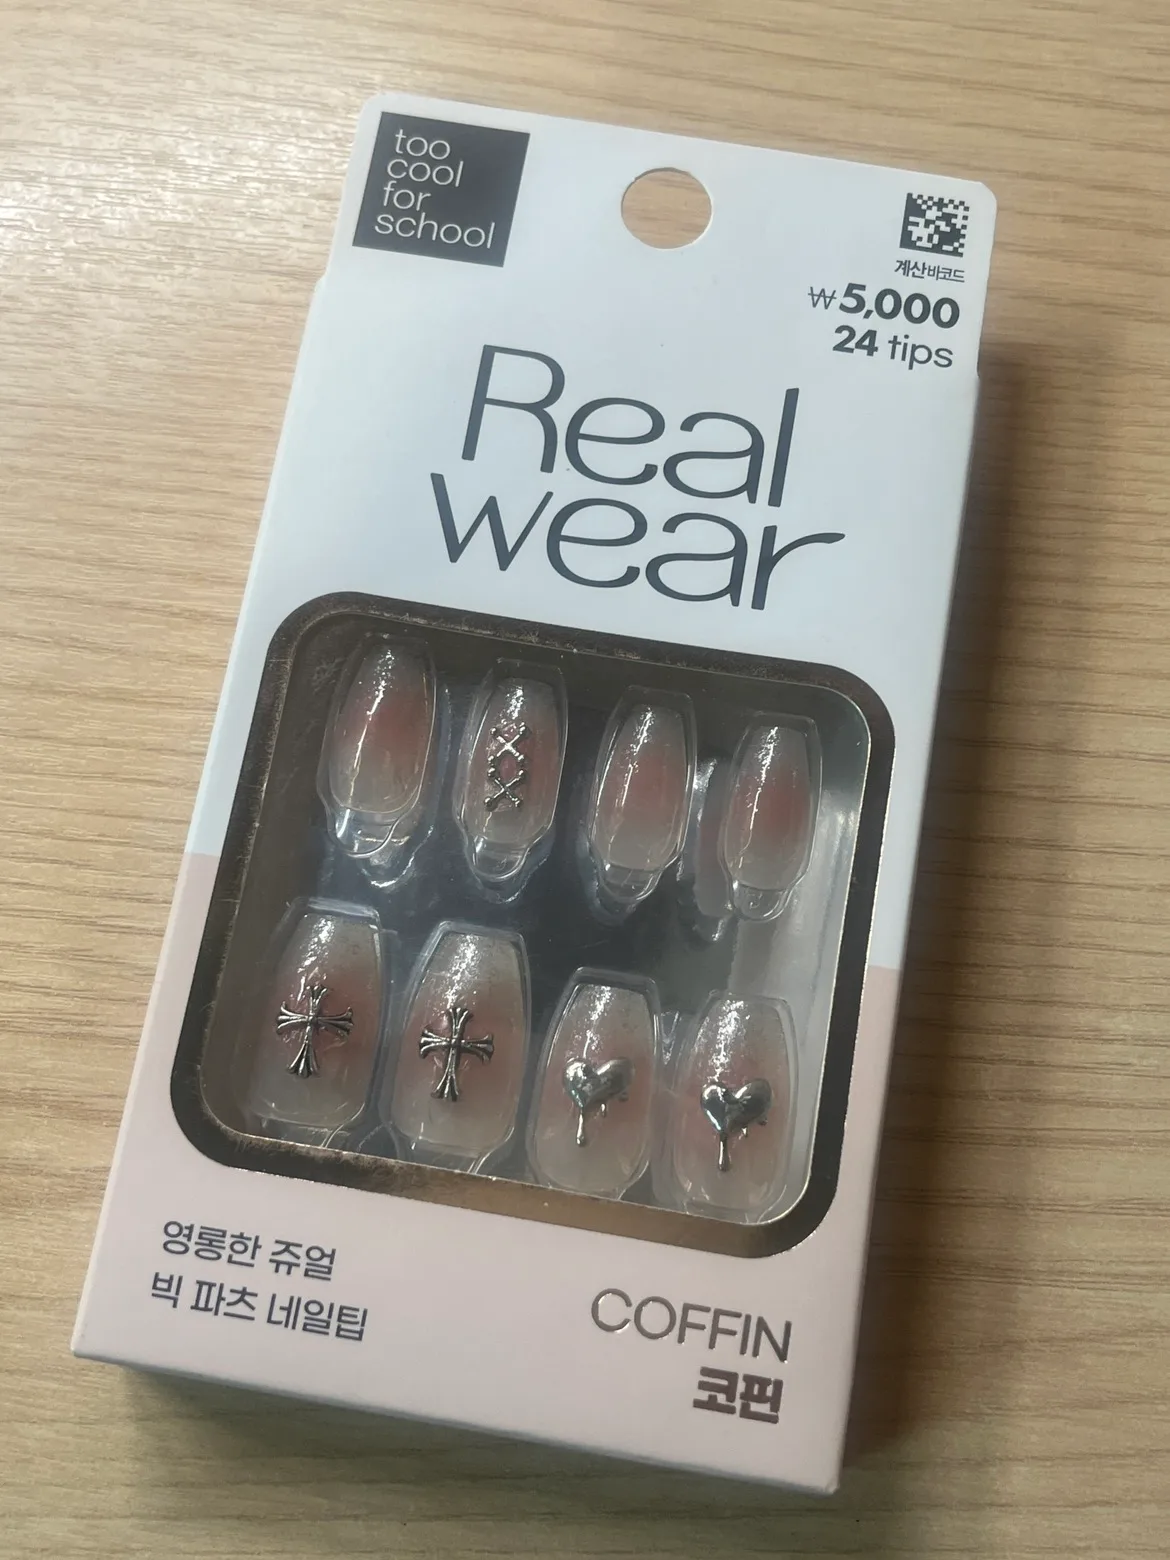 too
cool
for
school
계산바코드
₩5,000
24 tips
Real
wear
영롱한 쥬얼
빅 파츠 네일팁
COFFIN
코핀